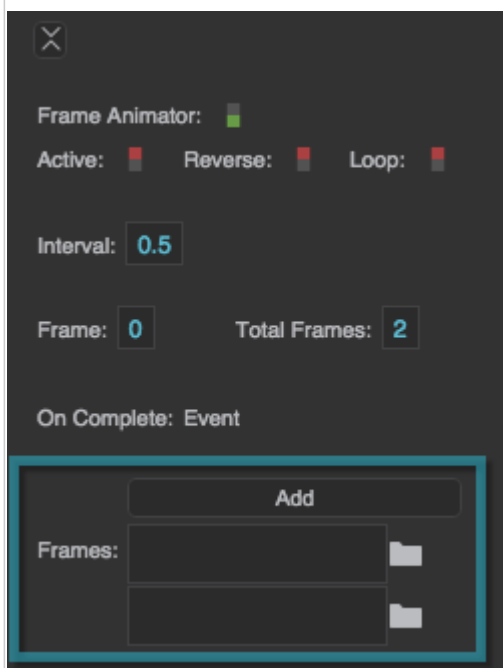 Frame Animator:
Active: Reverse: Loop:
Interval: 0.5
Frame: 0 Total Frames: 2
On Complete: Event
Add
Frames: